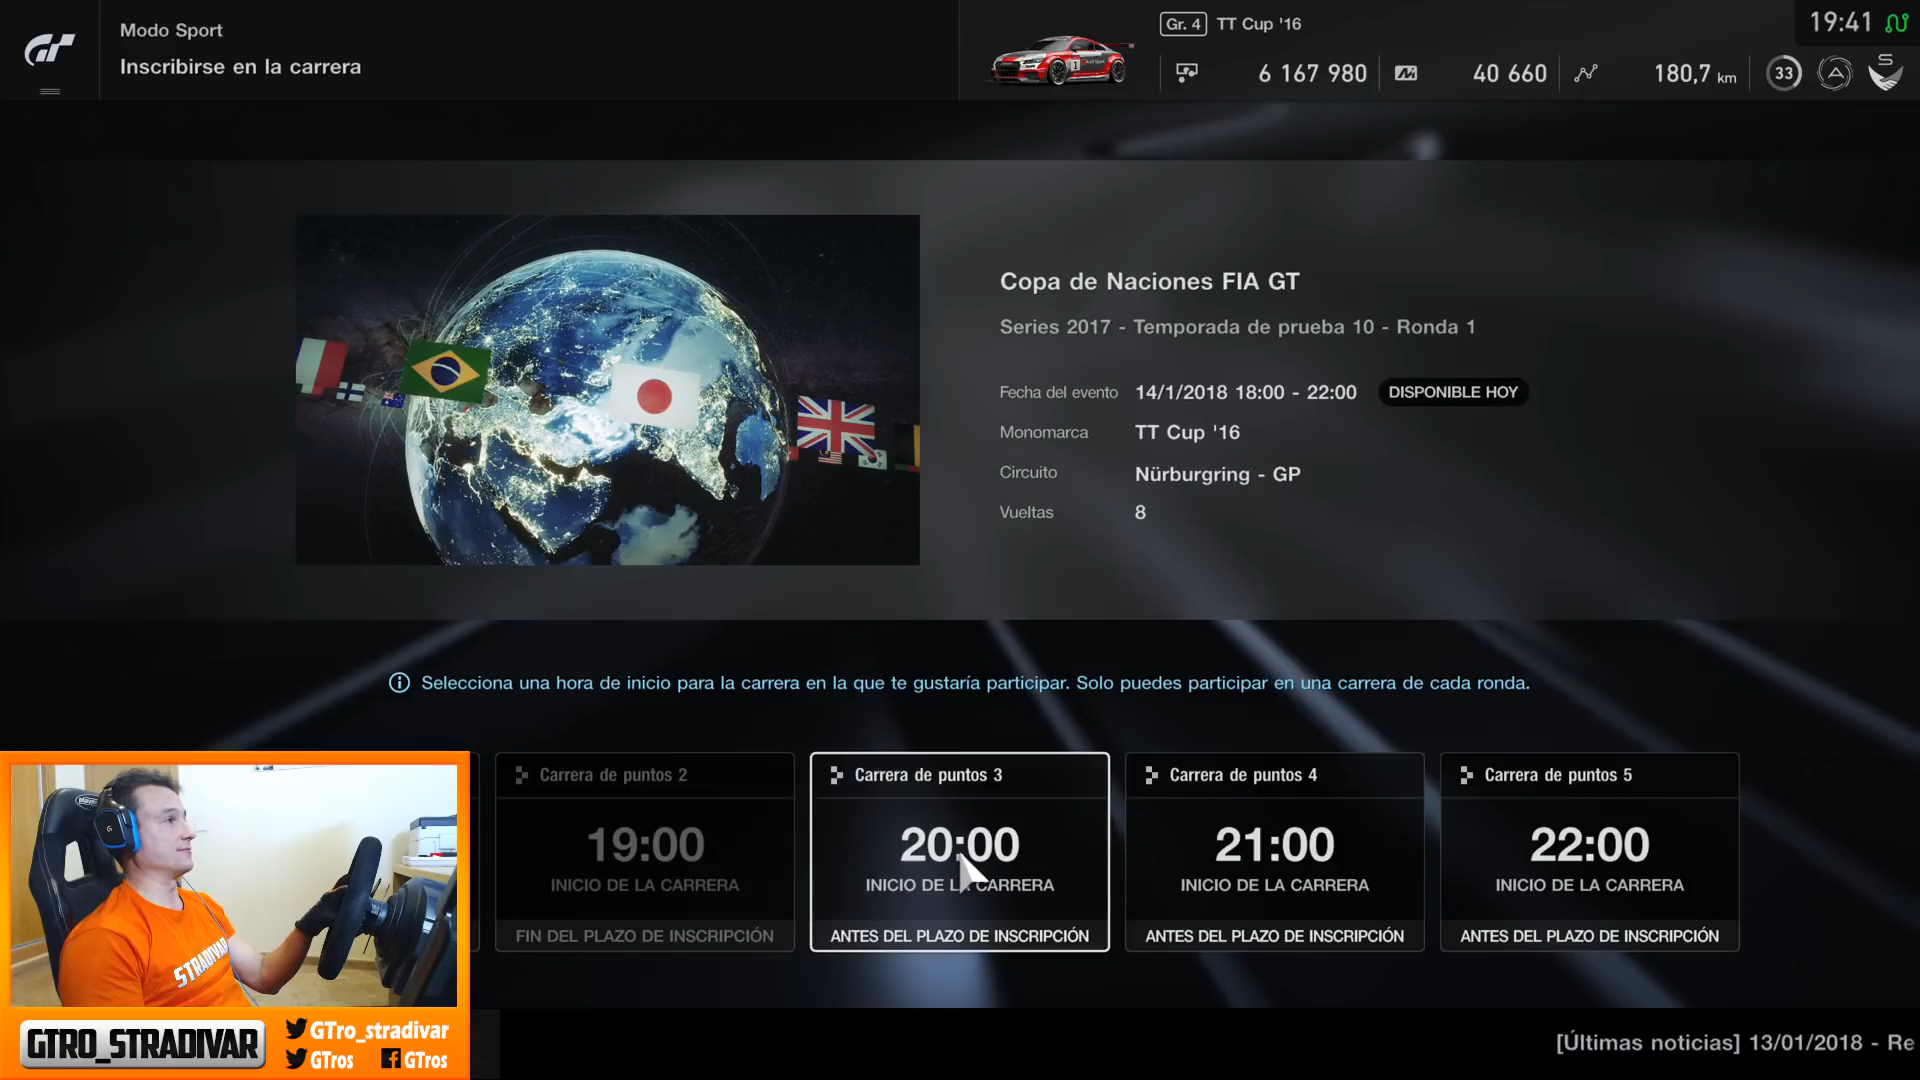 Modo Sport
Inscribirse en la carrera
Gr. 4 TT Cup '16
19:41
6 167 980
40 660
180,7 km
33
S
Copa de Naciones FIA GT
Series 2017 - Temporada de prueba 10 - Ronda 1
Fecha del evento 14/1/2018 18:00 - 22:00 DISPONIBLE HOY
Monomarca TT Cup '16
Circuito Nürburgring - GP
Vueltas 8
Selecciona una hora de inicio para la carrera en la que te gustaría participar. Solo puedes participar en una carrera de cada ronda.
Carrera de puntos 2
19:00
INICIO DE LA CARRERA
FIN DEL PLAZO DE INSCRIPCIÓN
Carrera de puntos 3
20:00
INICIO DE LA CARRERA
ANTES DEL PLAZO DE INSCRIPCIÓN
Carrera de puntos 4
21:00
INICIO DE LA CARRERA
ANTES DEL PLAZO DE INSCRIPCIÓN
Carrera de puntos 5
22:00
INICIO DE LA CARRERA
ANTES DEL PLAZO DE INSCRIPCIÓN
STRADIVAR
GTRO_STRADIVAR
GTro_stradivar
GTros
GTros
[Últimas noticias] 13/01/2018 - Re